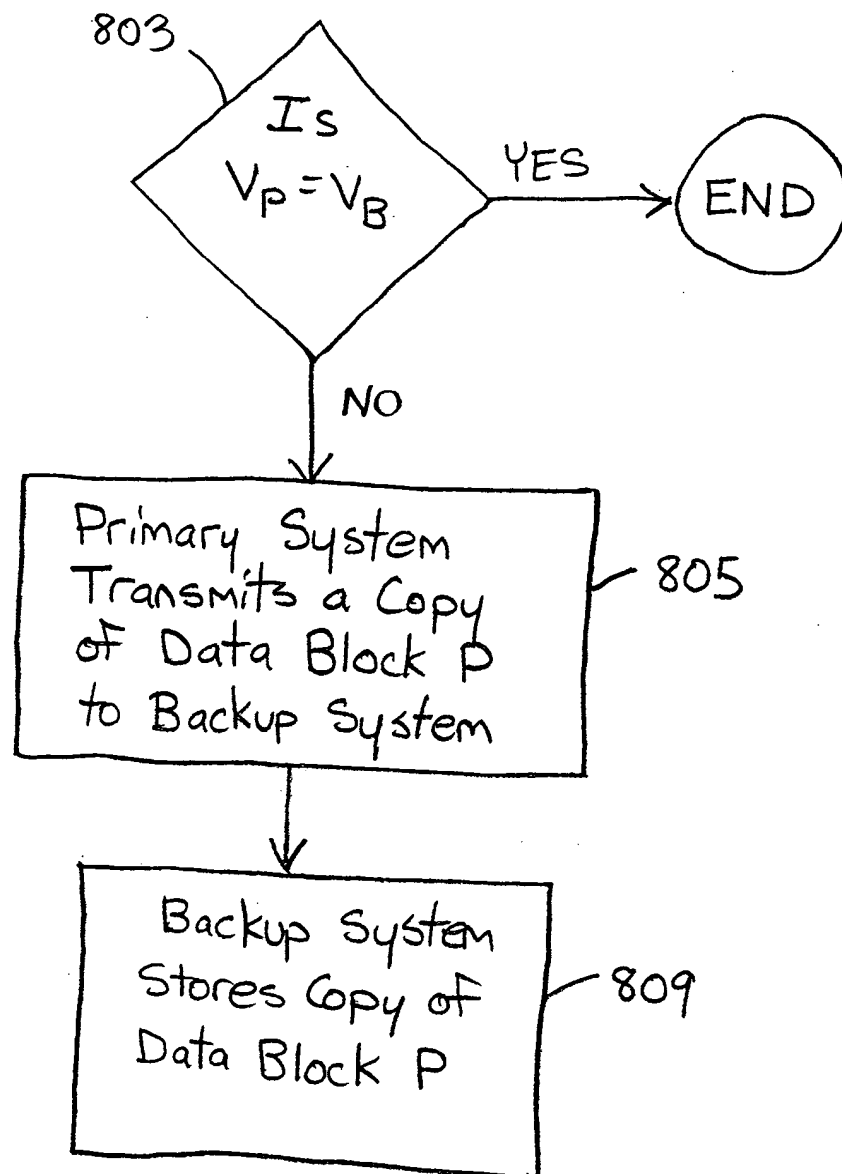 803
Is
VP = VB
YES
END
NO
Primary System
Transmits a Copy
of Data Block P
to Backup System
805
Backup System
Stores Copy of
Data Block P
809